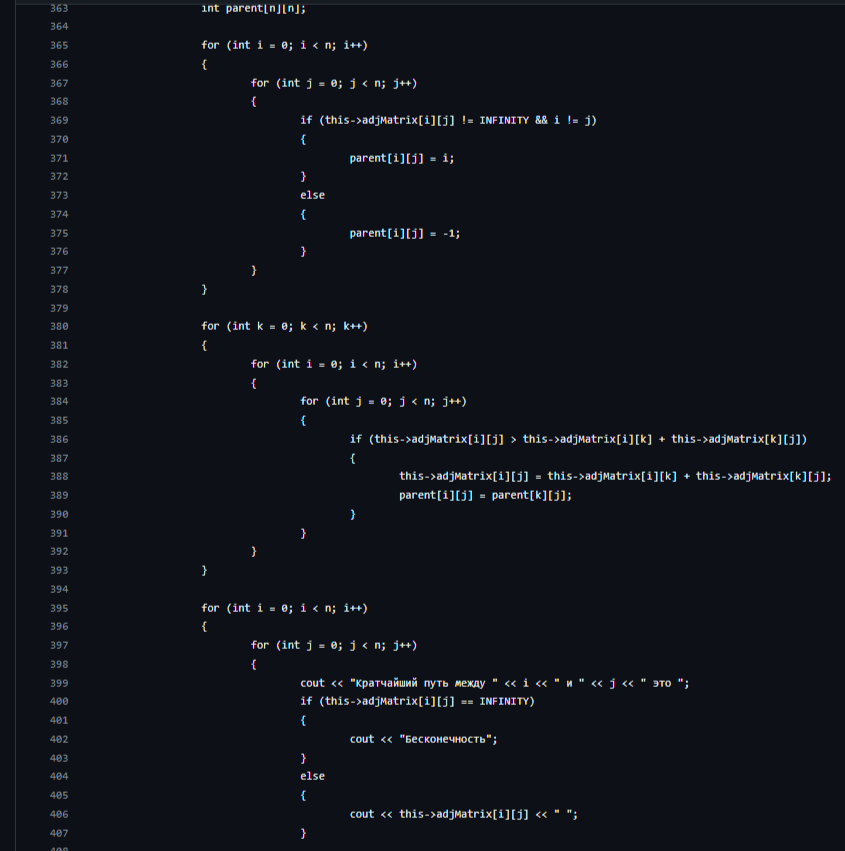 363 int parent[n][n];
364
365 for (int i = 0; i < n; i++)
366 {
367 for (int j = 0; j < n; j++)
368 {
369 if (this->adjMatrix[i][j] != INFINITY && i != j)
370 {
371 parent[i][j] = i;
372 }
373 else
374 {
375 parent[i][j] = -1;
376 }
377 }
378 }
379
380 for (int k = 0; k < n; k++)
381 {
382 for (int i = 0; i < n; i++)
383 {
384 for (int j = 0; j < n; j++)
385 {
386 if (this->adjMatrix[i][j] > this->adjMatrix[i][k] + this->adjMatrix[k][j])
387 {
388 this->adjMatrix[i][j] = this->adjMatrix[i][k] + this->adjMatrix[k][j];
389 parent[i][j] = parent[k][j];
390 }
391 }
392 }
393 }
394
395 for (int i = 0; i < n; i++)
396 {
397 for (int j = 0; j < n; j++)
398 {
399 cout << "Кратчайший путь между " << i << " и " << j << " это ";
400 if (this->adjMatrix[i][j] == INFINITY)
401 {
402 cout << "Бесконечность";
403 }
404 else
405 {
406 cout << this->adjMatrix[i][j] << " ";
407 }